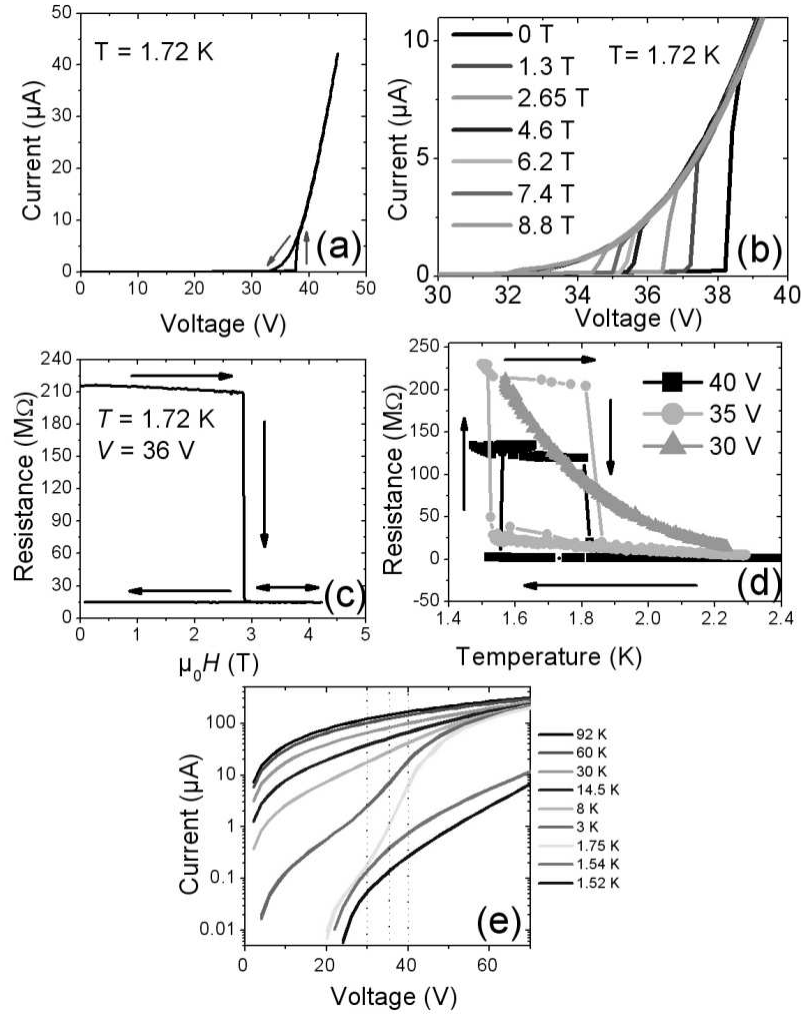 50
40
30
20
10
0
Current (μA)
T = 1.72 K
(a)
0 10 20 30 40 50
Voltage (V)
10
5
0
Current (μA)
0 T
1.3 T
2.65 T
4.6 T
6.2 T
7.4 T
8.8 T
T= 1.72 K
(b)
30 32 34 36 38 40
Voltage (V)
240
210
180
150
120
90
60
30
0
Resistance (MΩ)
T = 1.72 K
V = 36 V
(c)
0 1 2 3 4 5
μ₀H (T)
250
200
150
100
50
0
-50
Resistance (MΩ)
40 V
35 V
30 V
(d)
1.4 1.6 1.8 2.0 2.2 2.4
Temperature (K)
100
10
1
0.1
0.01
Current (μA)
(e)
0 20 40 60
Voltage (V)
92 K
60 K
30 K
14.5 K
8 K
3 K
1.75 K
1.54 K
1.52 K